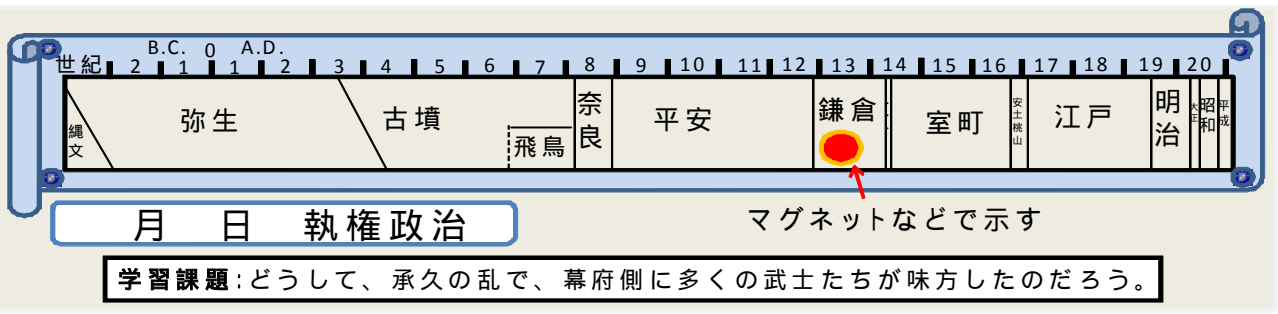 B.C. 0 A.D.
世紀 2 1 1 2 3 4 5 6 7 8 9 10 11 12 13 14 15 16 17 18 19 20
縄文 弥生 古墳 飛鳥 奈良 平安 鎌倉 室町 安土桃山 江戸 明治 大正 昭和 平成
月 日 執権政治
マグネットなどで示す
学習課題:どうして、承久の乱で、幕府側に多くの武士たちが味方したのだろう。